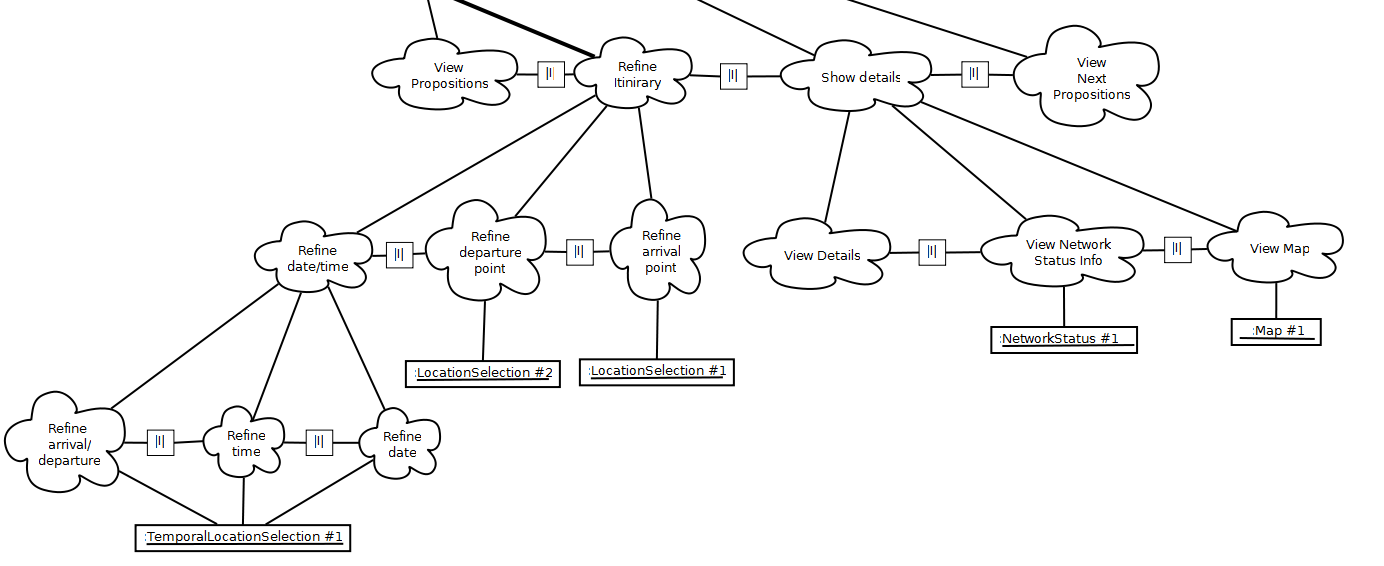 View
Propositions
|||
Refine
Itinirary
|||
Show details
|||
View
Next
Propositions
Refine
date/time
|||
Refine
departure
point
|||
Refine
arrival
point
View Details
|||
View Network
Status Info
|||
View Map
:LocationSelection #2
:LocationSelection #1
:NetworkStatus #1
:Map #1
Refine
arrival/
departure
|||
Refine
time
|||
Refine
date
:TemporalLocationSelection #1